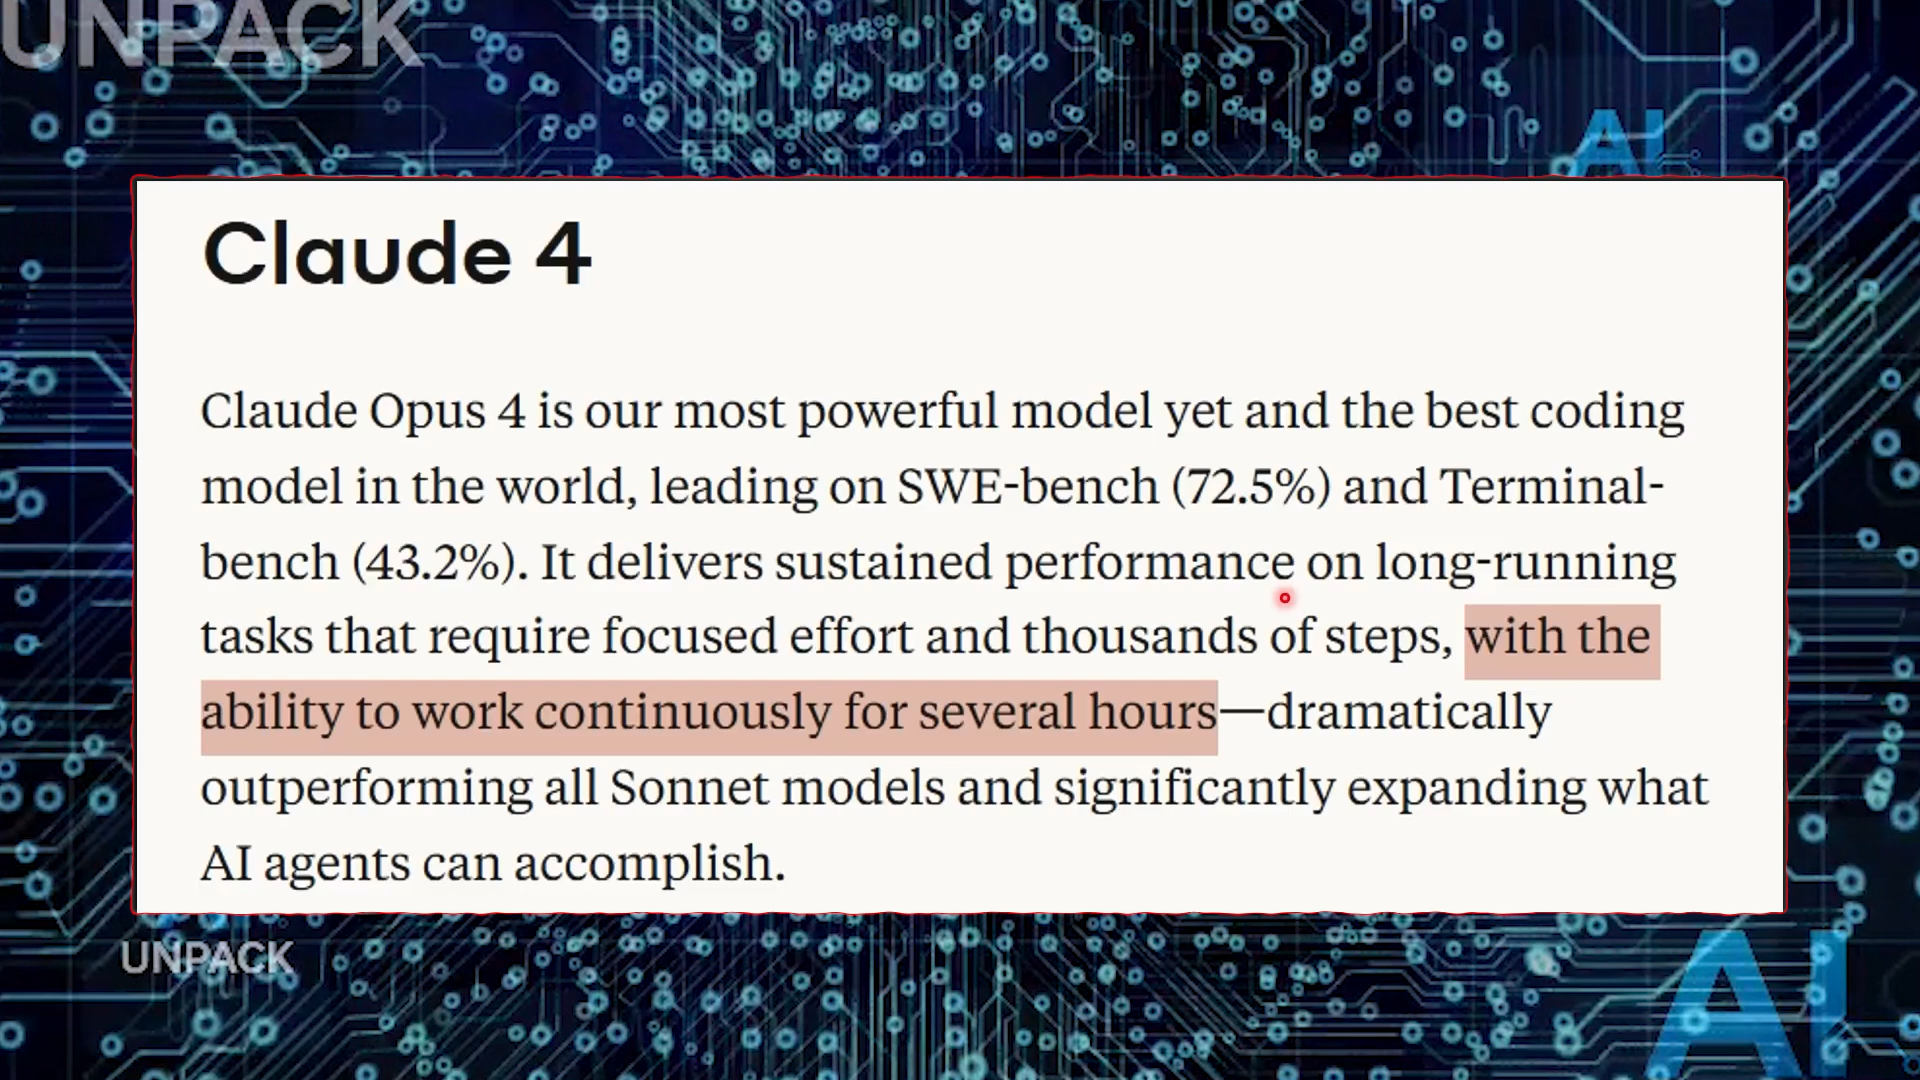 UNPACK
AI
Claude 4
Claude Opus 4 is our most powerful model yet and the best coding
model in the world, leading on SWE-bench (72.5%) and Terminal-
bench (43.2%). It delivers sustained performance on long-running
tasks that require focused effort and thousands of steps, with the
ability to work continuously for several hours—dramatically
outperforming all Sonnet models and significantly expanding what
AI agents can accomplish.
UNPACK
AI